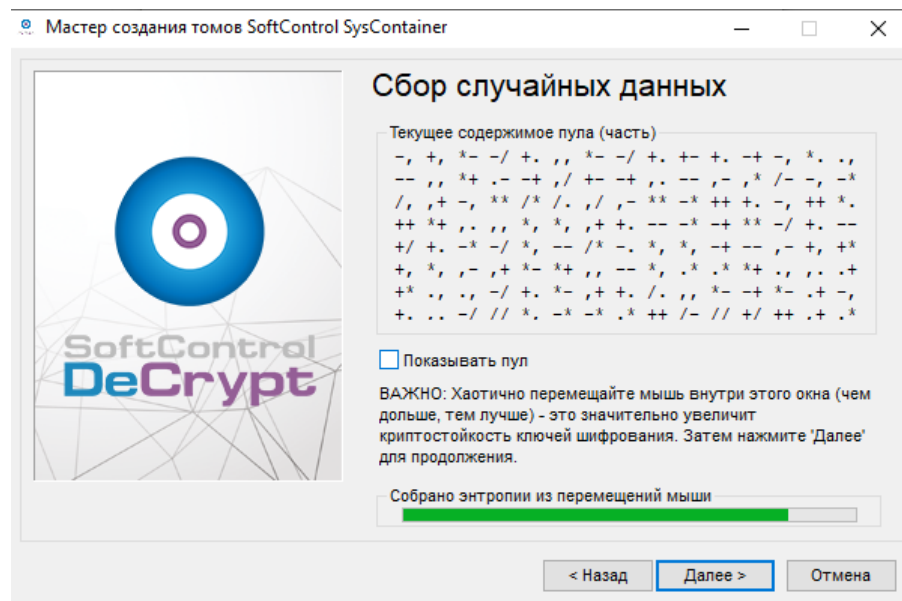 Мастер создания томов SoftControl SysContainer
Сбор случайных данных
Текущее содержимое пула (часть)
-, +, *- -/ +. ,, *- -/ +. +- +. -+ -, *. .,
-- ,, *+ .- -+ ,/ +- -+ ,. -- ,- ,* /- -, -*
/, ,+ -, ** /* /. ,/ ,- ** -* ++ +. -, ++ *.
++ *+ ,. ,, *, *, ,+ +. -- -* -+ ** -/ +. --
+/ +. -* -/ *, -- /* -. *, *, -+ -- ,- +, +*
+, *, ,- ,+ *- *+ ,, -- *, .* .* *+ ., ,. .+
+* ., ., -/ +. *- ,+ +. /. ,, *- -+ *- .+ -,
+. .. -/ // *. -* -* .* ++ /- // +/ ++ .+ .*
SoftControl
DeCrypt
Показывать пул
ВАЖНО: Хаотично перемещайте мышь внутри этого окна (чем
дольше, тем лучше) - это значительно увеличит
криптостойкость ключей шифрования. Затем нажмите 'Далее'
для продолжения.
Собрано энтропии из перемещений мыши
< Назад
Далее >
Отмена